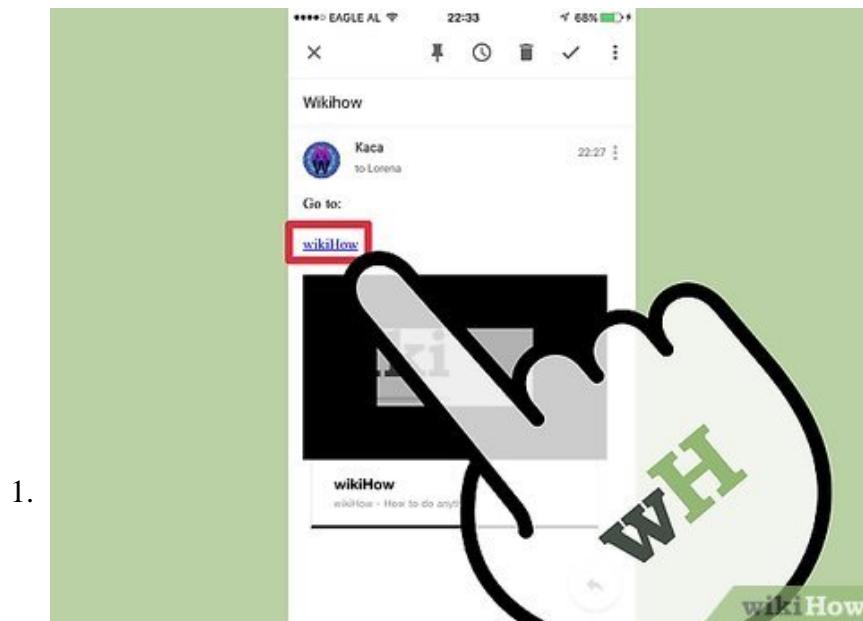 EAGLE AL 22:33 68%
Wikihow
Kaca 22:27
to Lorena
Go to:
wikiHow
ki
wikiHow
wikiHow - How to do anyt
1.
wH
wikiHow